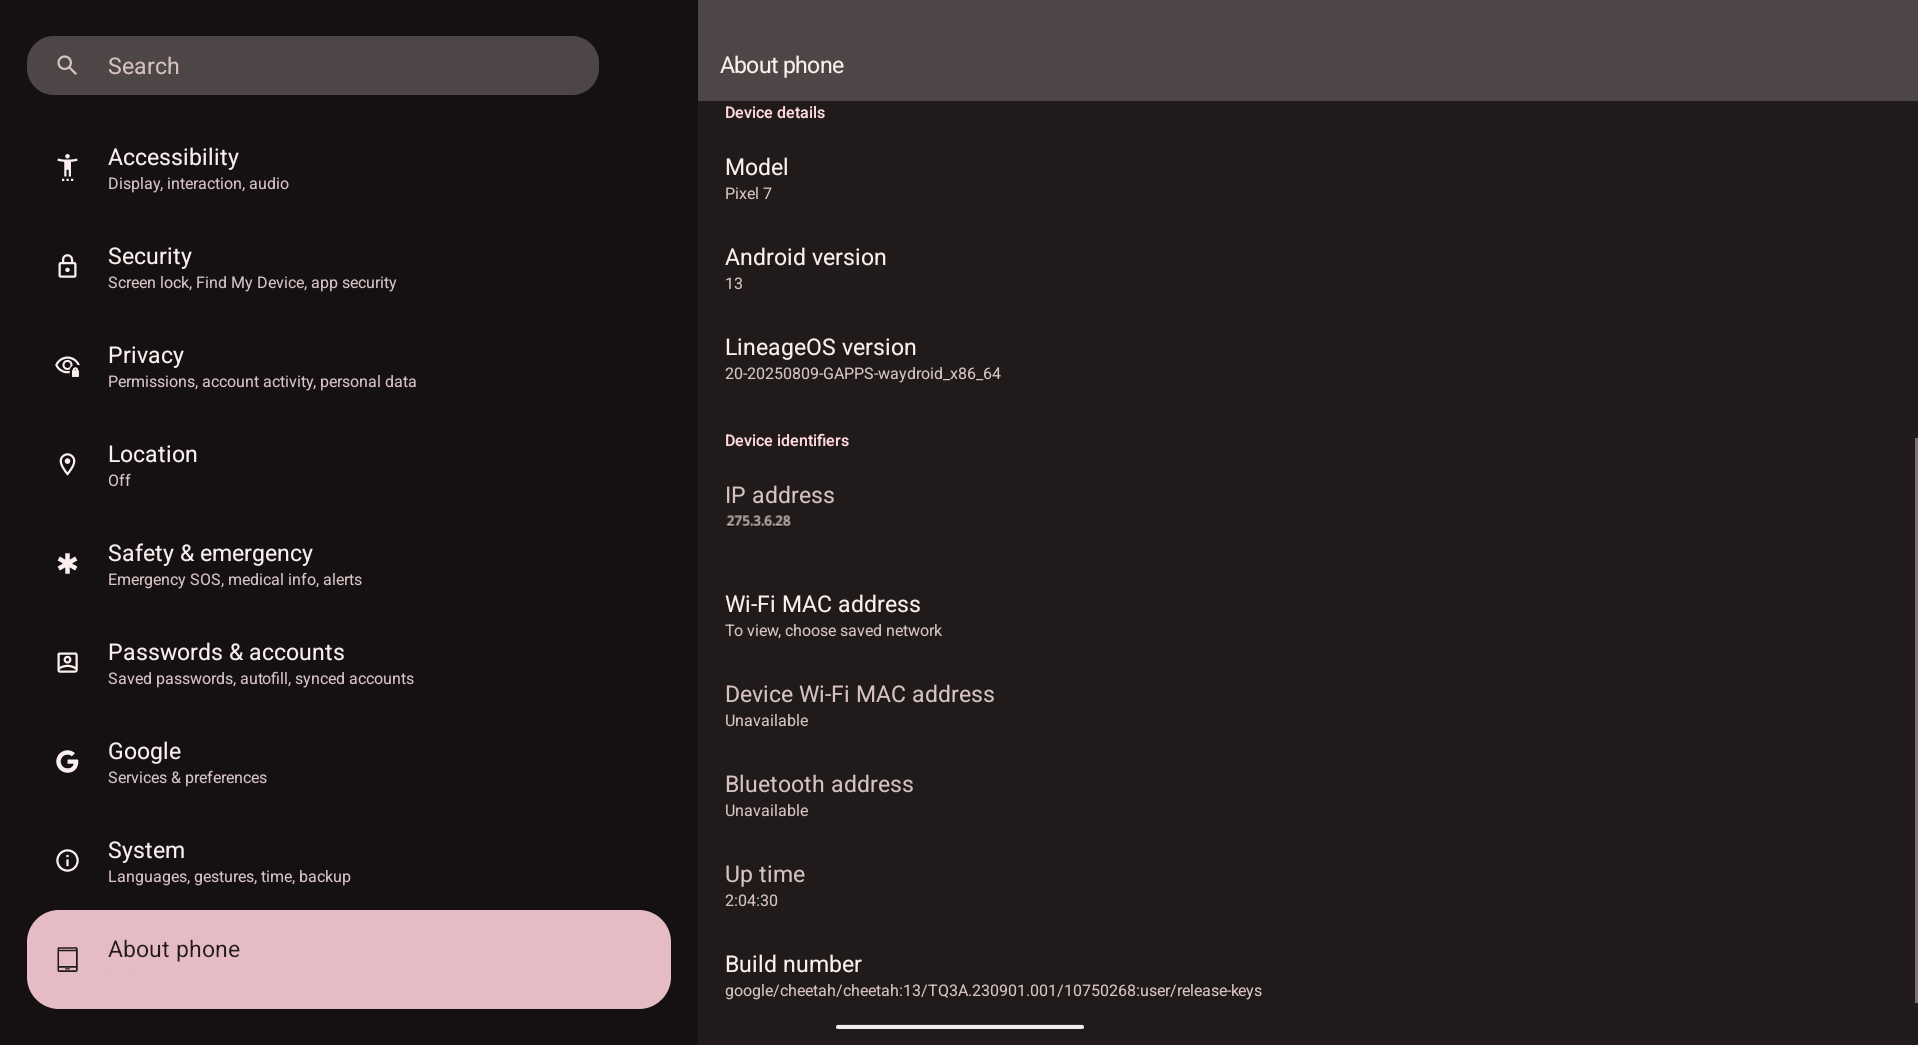 Search
Accessibility
Display, interaction, audio
Security
Screen lock, Find My Device, app security
Privacy
Permissions, account activity, personal data
Location
Off
Safety & emergency
Emergency SOS, medical info, alerts
Passwords & accounts
Saved passwords, autofill, synced accounts
Google
Services & preferences
System
Languages, gestures, time, backup
About phone
About phone
Device details
Model
Pixel 7
Android version
13
LineageOS version
20-20250809-GAPPS-waydroid_x86_64
Device identifiers
IP address
275.3.6.28
Wi-Fi MAC address
To view, choose saved network
Device Wi-Fi MAC address
Unavailable
Bluetooth address
Unavailable
Up time
2:04:30
Build number
google/cheetah/cheetah:13/TQ3A.230901.001/10750268:user/release-keys